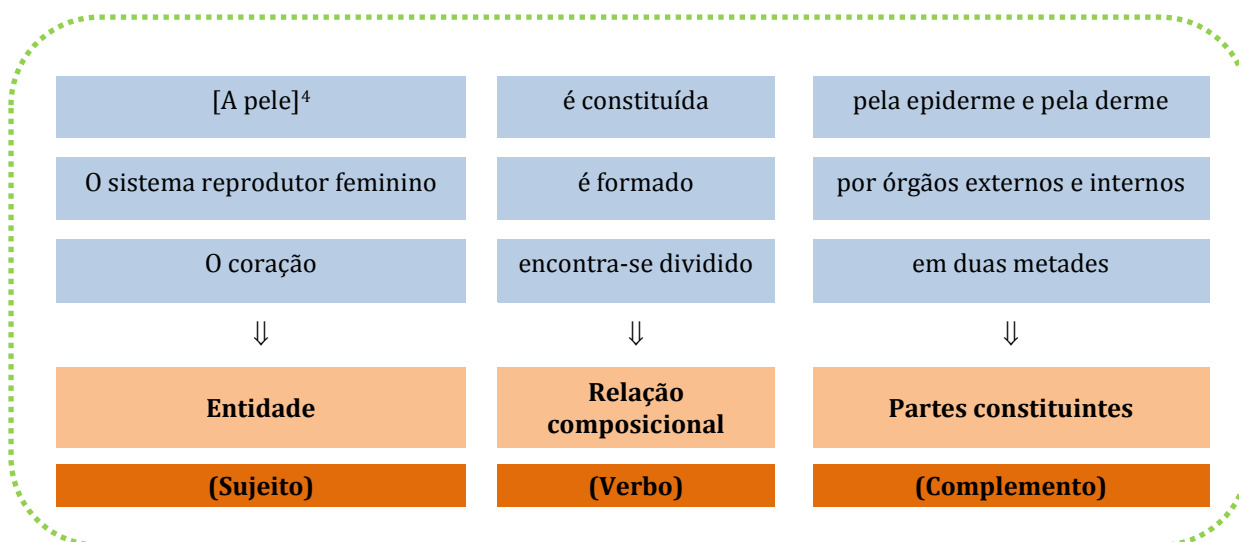 [A pele]⁴ é constituída pela epiderme e pela derme
O sistema reprodutor feminino é formado por órgãos externos e internos
O coração encontra-se dividido em duas metades
⇓ ⇓ ⇓
Entidade Relação composicional Partes constituintes
(Sujeito) (Verbo) (Complemento)